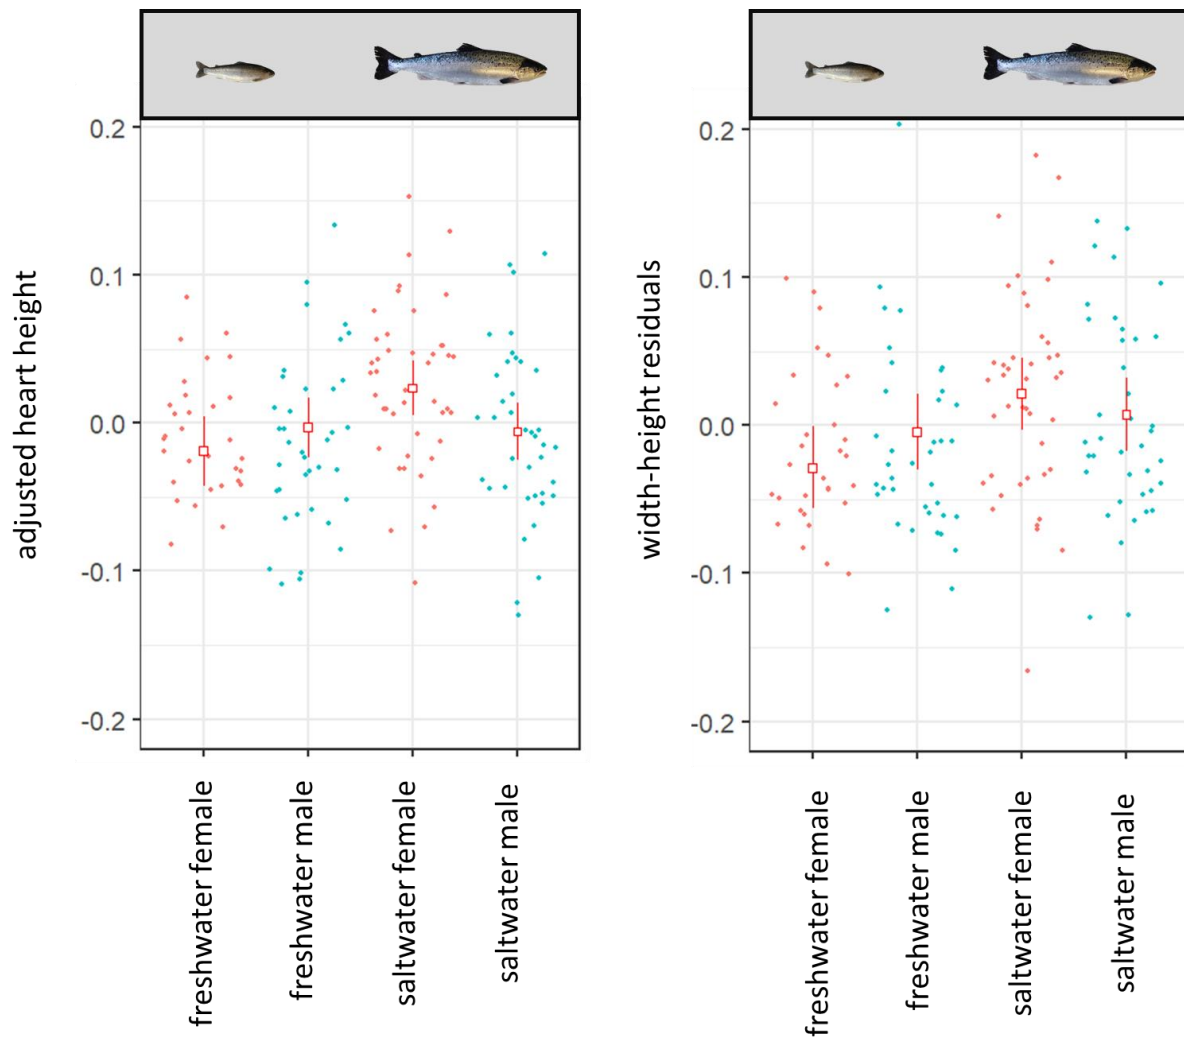 adjusted heart height
0.2
0.1
0.0
-0.1
-0.2
freshwater female
freshwater male
saltwater female
saltwater male
width-height residuals
0.2
0.1
0.0
-0.1
-0.2
freshwater female
freshwater male
saltwater female
saltwater male